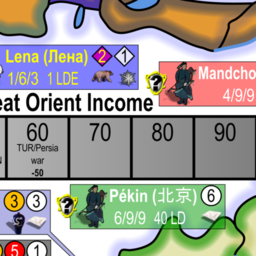 Lena (Лена) 2 1
1/6/3 1 LDE
?
Mandcho
4/9/9
eat Orient Income
60 70 80 90
TUR/Persia
war
-50
3 3
?
Pékin (北京) 6
6/9/9 40 LD
5 1